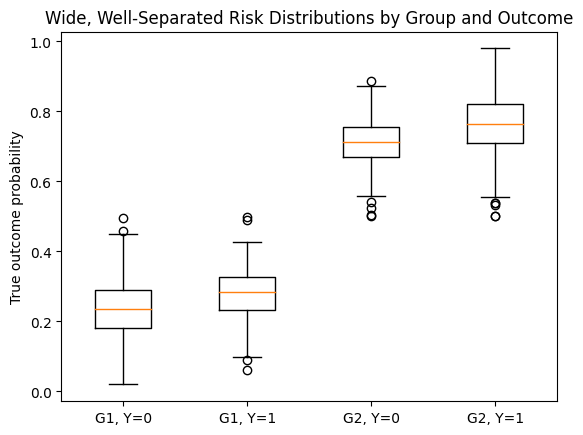 Wide, Well-Separated Risk Distributions by Group and Outcome
True outcome probability
1.0
0.8
0.6
0.4
0.2
0.0
G1, Y=0 G1, Y=1 G2, Y=0 G2, Y=1